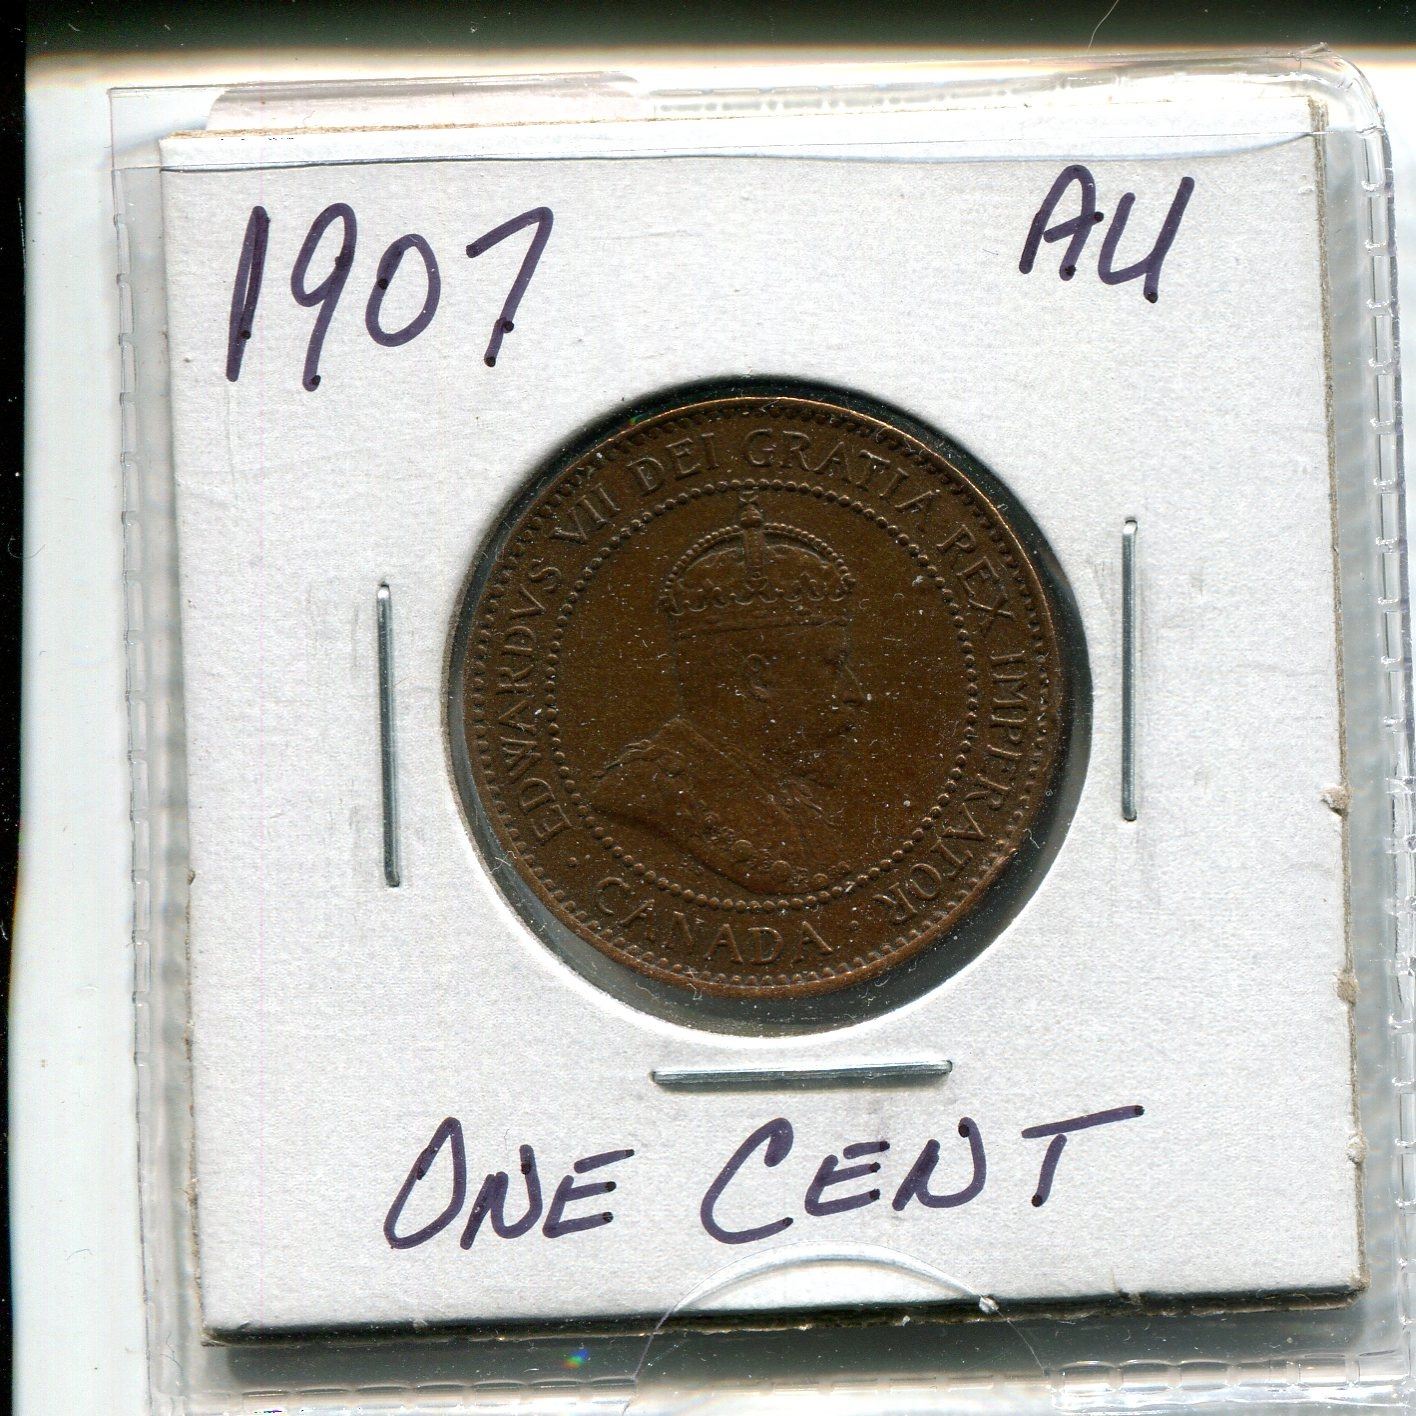 1907 AU
EDWARDVS VII DEI GRATIA REX IMPERATOR
CANADA
ONE CENT